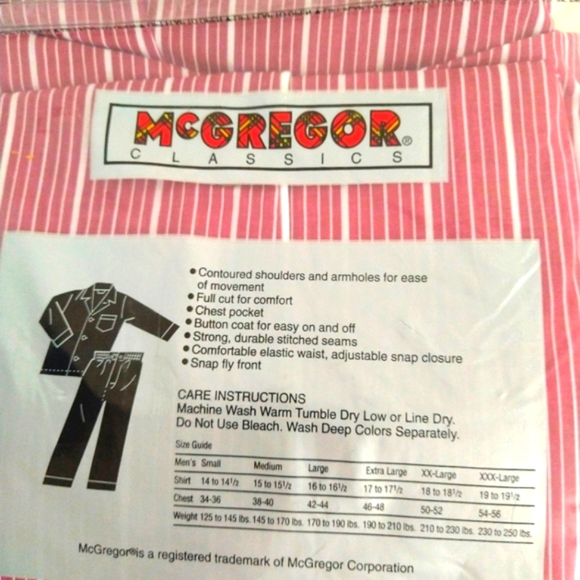 McGREGOR®
CLASSICS
• Contoured shoulders and armholes for ease
of movement
• Full cut for comfort
• Chest pocket
• Button coat for easy on and off
• Strong, durable stitched seams
• Comfortable elastic waist, adjustable snap closure
• Snap fly front
CARE INSTRUCTIONS
Machine Wash Warm Tumble Dry Low or Line Dry.
Do Not Use Bleach. Wash Deep Colors Separately.
Size Guide
Men's Small Medium Large Extra Large XX-Large XXX-Large
Shirt 14 to 14½ 15 to 15½ 16 to 16½ 17 to 17½ 18 to 18½ 19 to 19½
Chest 34-36 38-40 42-44 46-48 50-52 54-56
Weight 125 to 145 lbs. 145 to 170 lbs. 170 to 190 lbs. 190 to 210 lbs. 210 to 230 lbs. 230 to 250 lbs.
McGregor® is a registered trademark of McGregor Corporation